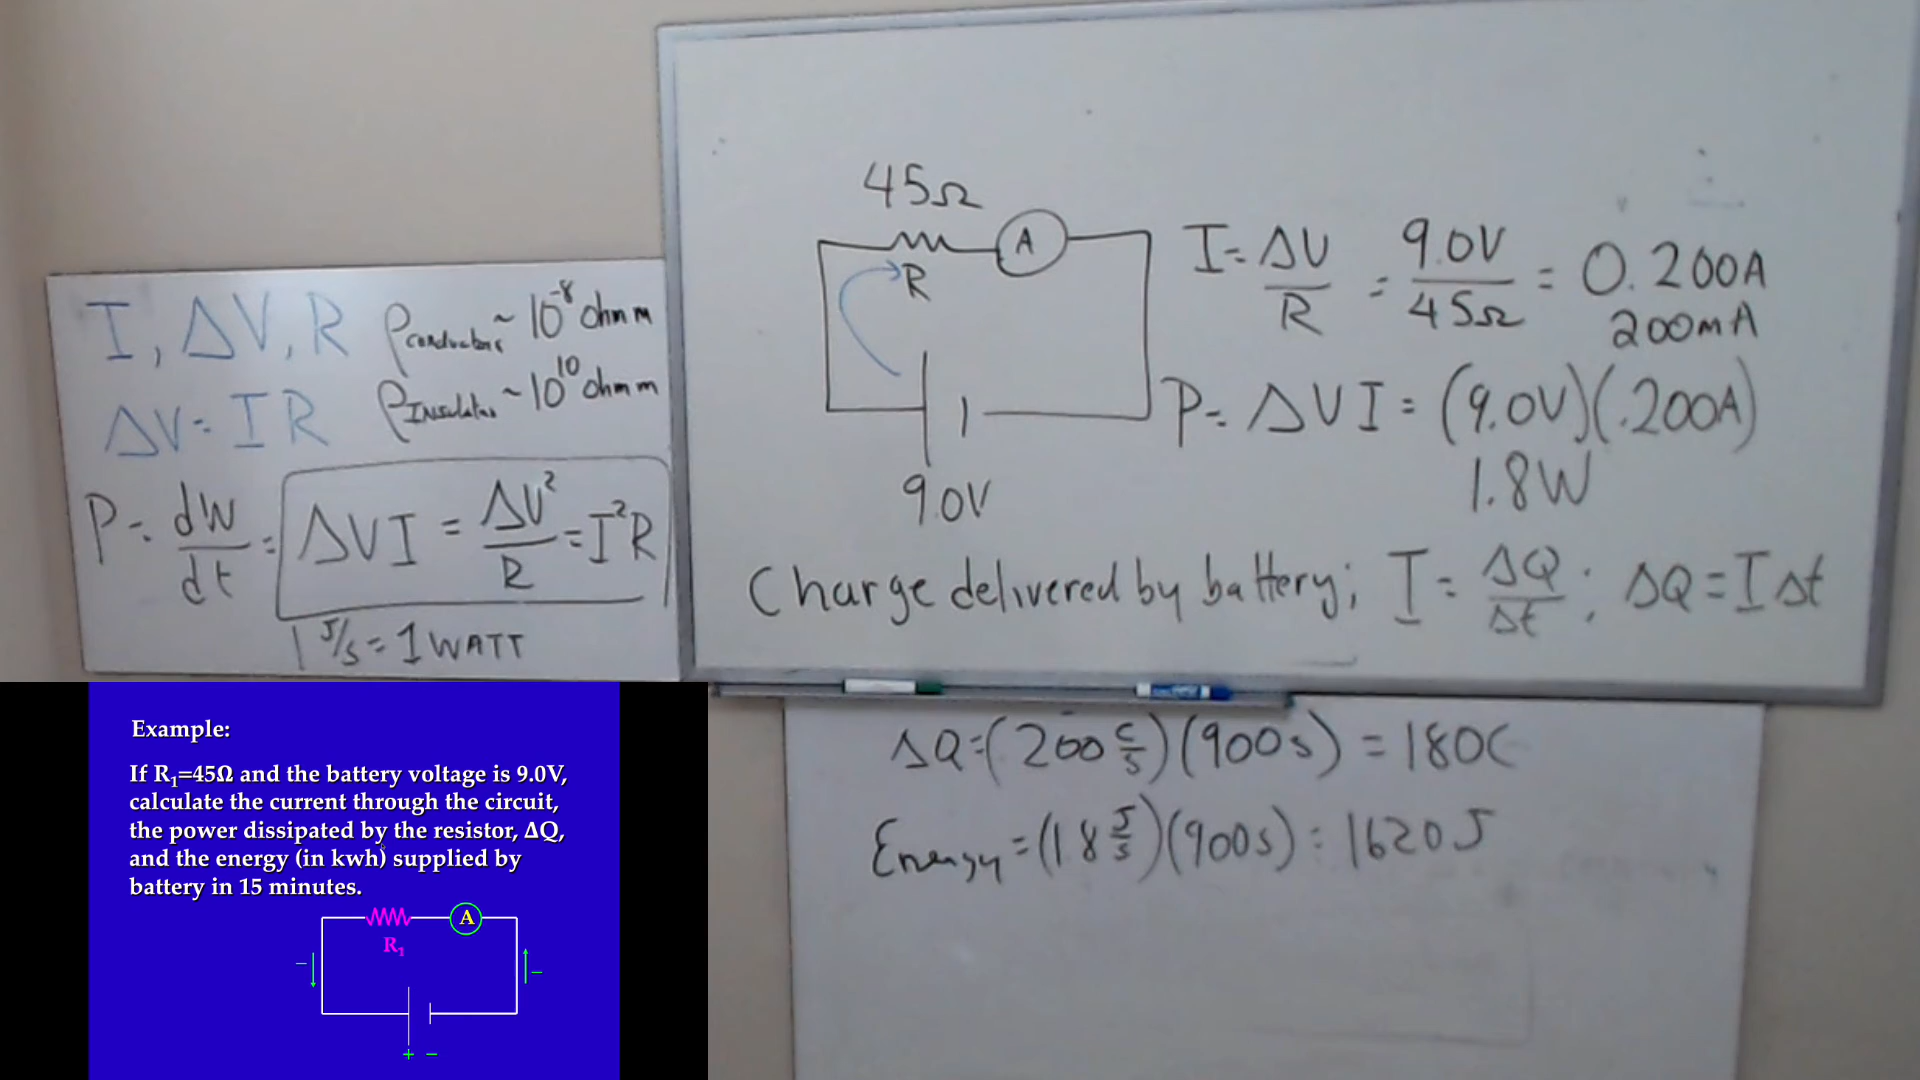 I, ΔV, R
ρconductors ~ 10^-8 ohm m
ρInsulator ~ 10^10 ohm m
ΔV = IR
P = dW/dt = ΔVI = ΔV²/R = I²R
1 J/s = 1 WATT
45Ω
A
R
9.0V
I = ΔV/R = 9.0V/45Ω = 0.200A
200mA
P = ΔVI = (9.0V)(.200A)
1.8W
Charge delivered by battery; I = ΔQ/Δt ; ΔQ = IΔt
ΔQ = (.200 C/s)(900s) = 180C
Energy = (1.8 J/s)(900s) = 1620J
Example:
If R₁=45Ω and the battery voltage is 9.0V,
calculate the current through the circuit,
the power dissipated by the resistor, ΔQ,
and the energy (in kwh) supplied by
battery in 15 minutes.
A
R₁
−
−
+ −